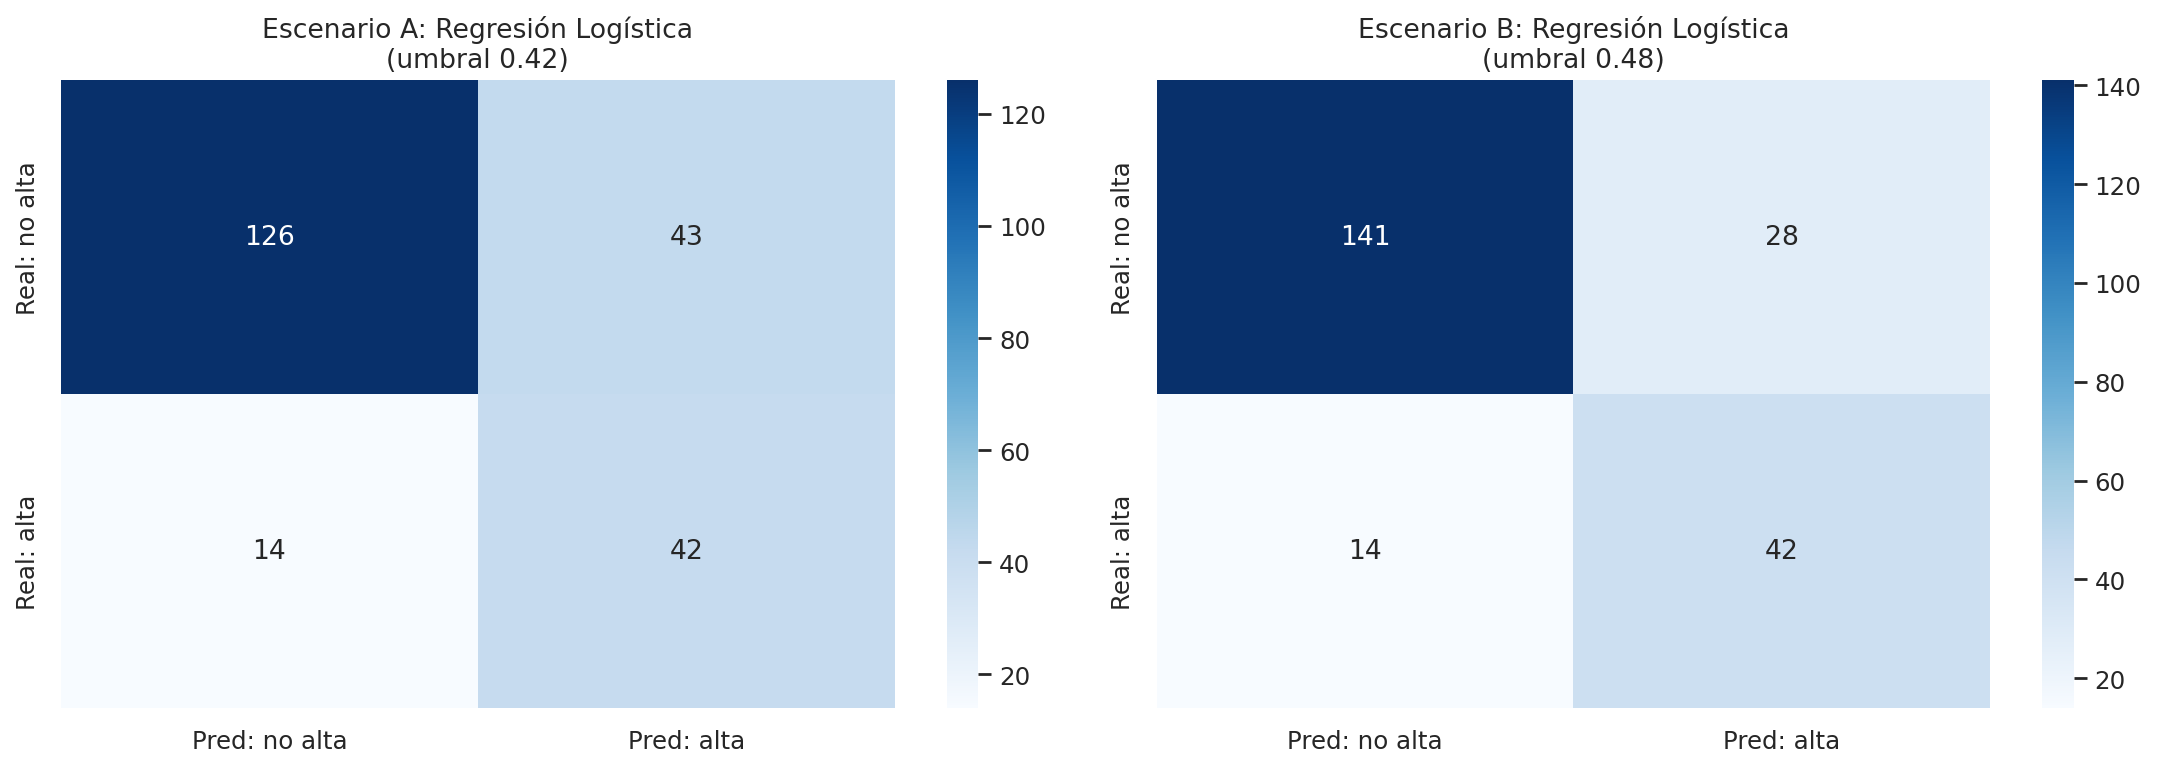 Escenario A: Regresión Logística
(umbral 0.42)
Real: no alta
Real: alta
126
43
14
42
Pred: no alta
Pred: alta
120
100
80
60
40
20
Escenario B: Regresión Logística
(umbral 0.48)
Real: no alta
Real: alta
141
28
14
42
Pred: no alta
Pred: alta
140
120
100
80
60
40
20